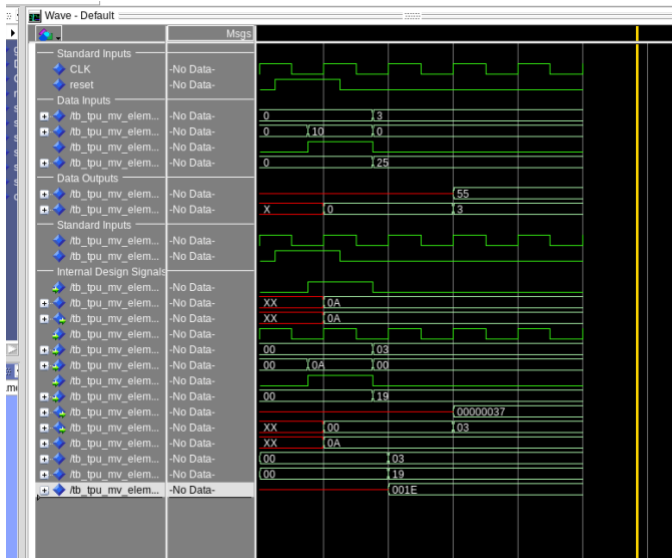 Wave - Default
Msgs
Standard Inputs
CLK -No Data-
reset -No Data-
Data Inputs
/tb_tpu_mv_elem... -No Data- 0 3
/tb_tpu_mv_elem... -No Data- 0 10 0
/tb_tpu_mv_elem... -No Data-
/tb_tpu_mv_elem... -No Data- 0 25
Data Outputs
/tb_tpu_mv_elem... -No Data- 55
/tb_tpu_mv_elem... -No Data- X 0 3
Standard Inputs
/tb_tpu_mv_elem... -No Data-
/tb_tpu_mv_elem... -No Data-
Internal Design Signals
/tb_tpu_mv_elem... -No Data-
/tb_tpu_mv_elem... -No Data- XX 0A
/tb_tpu_mv_elem... -No Data- XX 0A
/tb_tpu_mv_elem... -No Data-
/tb_tpu_mv_elem... -No Data- 00 03
/tb_tpu_mv_elem... -No Data- 00 0A 00
/tb_tpu_mv_elem... -No Data-
/tb_tpu_mv_elem... -No Data- 00 19
/tb_tpu_mv_elem... -No Data- 00000037
/tb_tpu_mv_elem... -No Data- XX 00 03
/tb_tpu_mv_elem... -No Data- XX 0A
/tb_tpu_mv_elem... -No Data- 00 03
/tb_tpu_mv_elem... -No Data- 00 19
/tb_tpu_mv_elem... -No Data- 001E